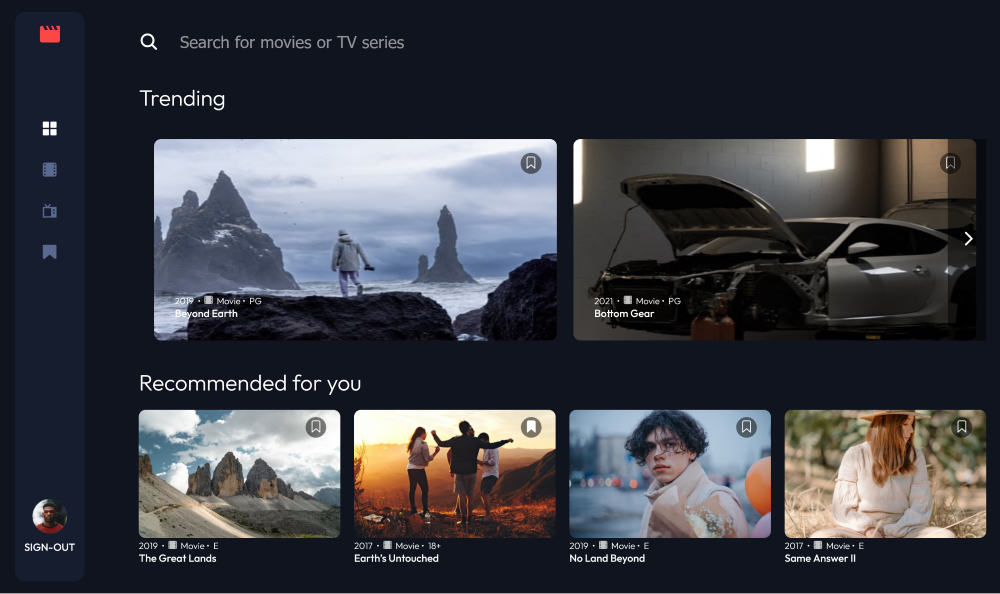 Search for movies or TV series
Trending
2019 • Movie • PG
Beyond Earth
2021 • Movie • PG
Bottom Gear
Recommended for you
2019 • Movie • E
The Great Lands
2017 • Movie • 18+
Earth's Untouched
2019 • Movie • E
No Land Beyond
2017 • Movie • E
Same Answer II
SIGN-OUT